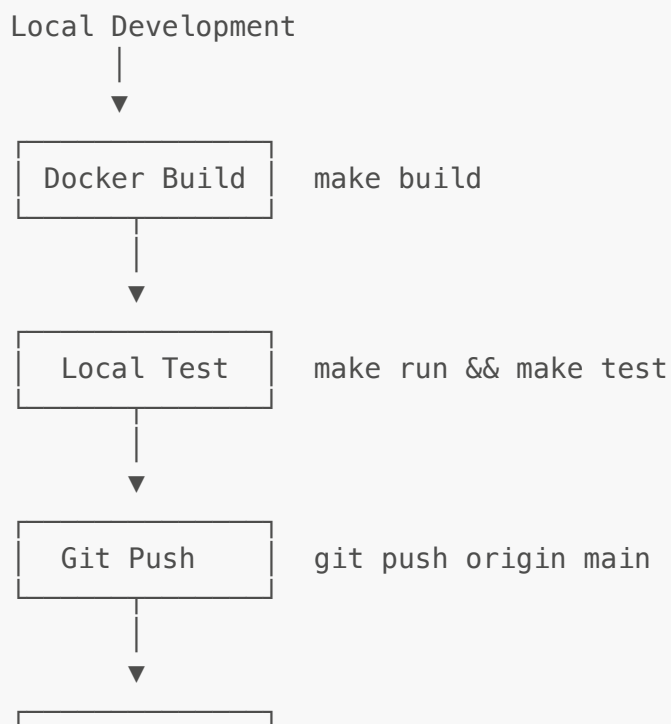 Local Development
Docker Build make build
Local Test make run && make test
Git Push git push origin main